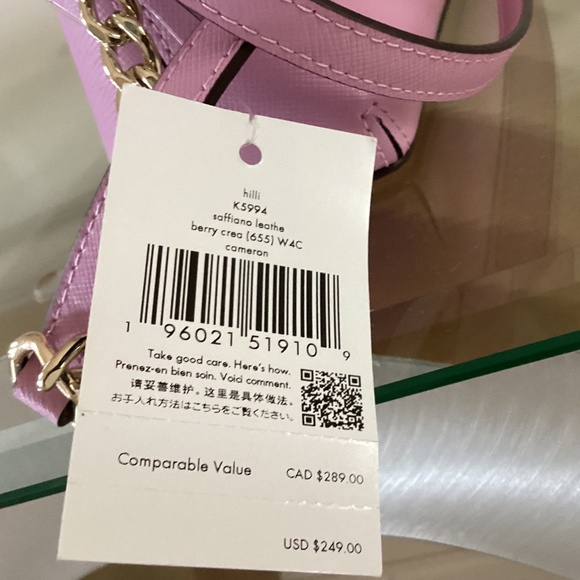 hilli
K5994
saffiano leathe
berry crea (655) W4C
cameron
1 96021 51910 9
Take good care. Here's how.
Prenez-en bien soin. Void comment.
请妥善维护。这里是具体做法。
お手入れ方法はこちらをご覧ください。
Comparable Value CAD $289.00
USD $249.00